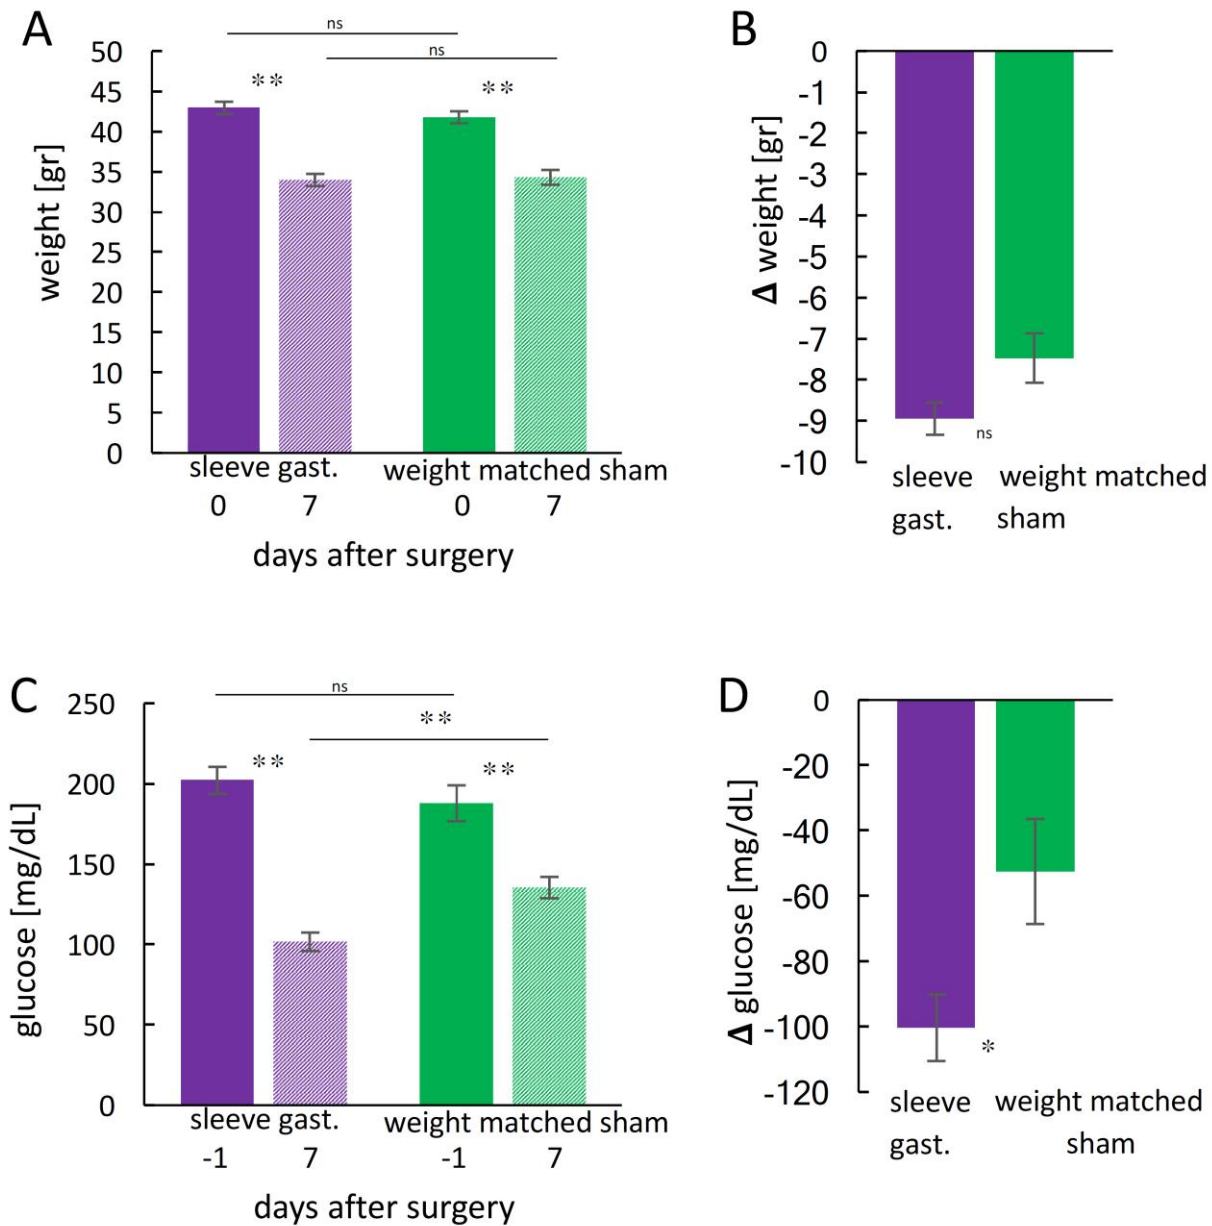 A
ns
ns
50
45
40
35
30
25
20
15
10
5
0
weight [gr]
**
**
sleeve gast.
weight matched sham
0 7 0 7
days after surgery
B
0
-1
-2
-3
-4
-5
-6
-7
-8
-9
-10
Δ weight [gr]
ns
sleeve
gast.
weight matched
sham
C
ns
**
250
200
150
100
50
0
glucose [mg/dL]
**
**
sleeve gast.
weight matched sham
-1 7 -1 7
days after surgery
D
0
-20
-40
-60
-80
-100
-120
Δ glucose [mg/dL]
*
sleeve
gast.
weight matched
sham